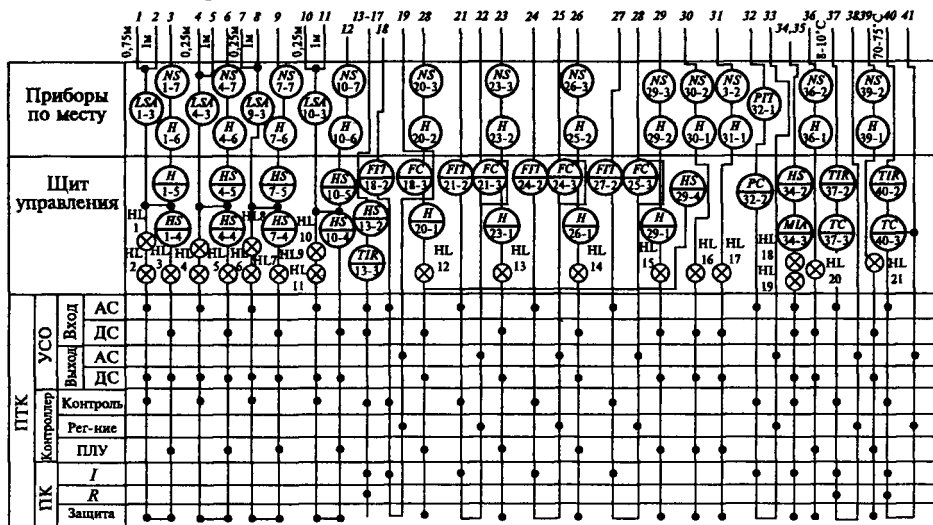 1 2 3 4 5 6 7 8 9 10 11 12 13-17 18 19 28 21 22 23 24 25 26 27 28 29 30 31 32 33 34,35 36 37 38 39 40 41
0,75м 1м 0,25м 1м 0,25м 1м 0,25м 1м 8-10°C 70-75°C
Приборы по месту
NS 1-7 NS 4-7 NS 7-7 NS 10-7 NS 20-3 NS 23-3 NS 26-3 NS 29-3 NS 30-2 NS 3-2 NS 36-2 NS 39-2
LSA 1-3 LSA 4-3 LSA 9-3 LSA 10-3 PIT 32-1
H 1-6 H 4-6 H 7-6 H 10-6 H 20-2 H 23-2 H 25-2 H 29-2 H 30-1 H 31-1 H 36-1 H 39-1
Щит управления
H 1-5 HS 4-5 HS 7-5 HS 10-5 FIT 18-2 FC 18-3 FIT 21-2 FC 21-3 FIT 24-2 FC 24-3 FIT 27-2 FC 25-3 HS 29-4 PC 32-2 HS 34-2 TIR 37-2 TIR 40-2
HS 1-4 HS 4-4 HS 7-4 HS 10-4 HS 13-2 H 20-1 H 23-1 H 26-1 H 29-1 MIA 34-3 TC 37-3 TC 40-3
TIR 13-3
HL 1 HL 2 HL 3 HL 4 HL 5 HL 6 HL7 HL8 HL9 HL 10 HL 11 HL 12 HL 13 HL 14 HL 15 HL 16 HL 17 HL 18 HL 19 HL 20 HL 21
ПТК
УСО
Вход
АС
ДС
Выход
АС
ДС
Контроллер
Контроль
Рег-ние
ПЛУ
ПК
I
R
Защита